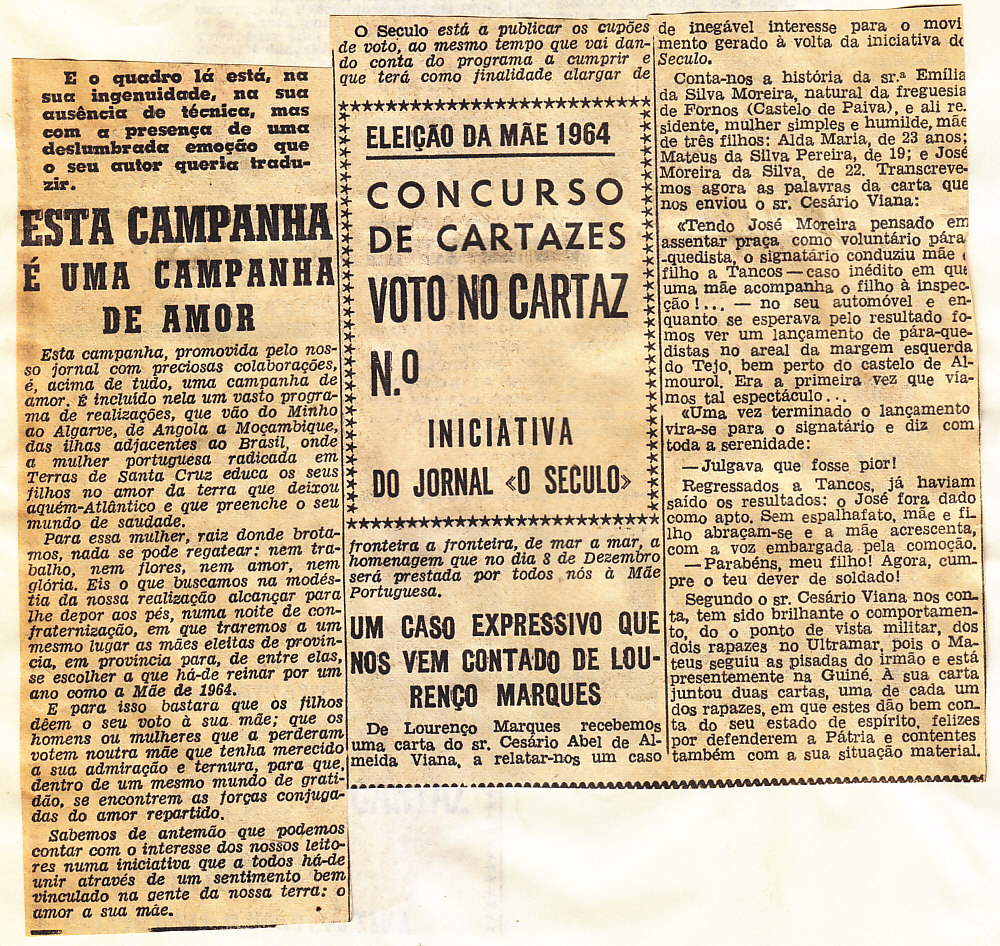 E o quadro lá está, na
sua ingenuidade, na sua
ausência de técnica, mas
com a presença de uma
deslumbrada emoção que
o seu autor queria tradu-
zir.
ESTA CAMPANHA
É UMA CAMPANHA
DE AMOR
Esta campanha, promovida pelo nos-
so jornal com preciosas colaborações,
é, acima de tudo, uma campanha de
amor. É incluído nela um vasto progra-
ma de realizações, que vão do Minho
ao Algarve, de Angola a Moçambique,
das ilhas adjacentes ao Brasil, onde
a mulher portuguesa radicada em
Terras de Santa Cruz educa os seus
filhos no amor da terra que deixou
aquém-Atlântico e que preenche o seu
mundo de saudade.
Para essa mulher, raiz donde brota-
mos, nada se pode regatear: nem tra-
balho, nem flores, nem amor, nem
glória. Eis o que buscamos na modés-
tia da nossa realização alcançar para
lhe depor aos pés, numa noite de con-
fraternização, em que traremos a um
mesmo lugar as mães eleitas de provín-
cia, em província para, de entre elas,
se escolher a que há-de reinar por um
ano como a Mãe de 1964.
E para isso bastara que os filhos
dêem o seu voto à sua mãe; que os
homens ou mulheres que a perderam
votem noutra mãe que tenha merecido
a sua admiração e ternura, para que,
dentro de um mesmo mundo de grati-
dão, se encontrem as forças conjuga-
das do amor repartido.
Sabemos de antemão que podemos
contar com o interesse dos nossos leito-
res numa iniciativa que a todos há-de
unir através de um sentimento bem
vinculado na gente da nossa terra: o
amor a sua mãe.
O Seculo está a publicar os cupões
de voto, ao mesmo tempo que vai dan-
do conta do programa a cumprir e
que terá como finalidade alargar de
ELEIÇÃO DA MÃE 1964
CONCURSO
DE CARTAZES
VOTO NO CARTAZ
N.º
INICIATIVA
DO JORNAL «O SECULO»
fronteira a fronteira, de mar a mar, a
homenagem que no dia 8 de Dezembro
será prestada por todos nós à Mãe
Portuguesa.
UM CASO EXPRESSIVO QUE
NOS VEM CONTADO DE LOU-
RENÇO MARQUES
De Lourenço Marques recebemos
uma carta do sr. Cesário Abel de Al-
meida Viana, a relatar-nos um caso
de inegável interesse para o movi
mento gerado à volta da iniciativa de
Seculo.
Conta-nos a história da sr.ª Emília
da Silva Moreira, natural da freguesia
de Fornos (Castelo de Paiva), e ali re
sidente, mulher simples e humilde, mãe
de três filhos: Alda Maria, de 23 anos;
Mateus da Silva Pereira, de 19; e José
Moreira da Silva, de 22. Transcreve-
mos agora as palavras da carta que
nos enviou o sr. Cesário Viana:
«Tendo José Moreira pensado em
assentar praça como voluntário pára
-quedista, o signatário conduziu mãe e
filho a Tancos — caso inédito em que
uma mãe acompanha o filho à inspec-
ção!... — no seu automóvel e en-
quanto se esperava pelo resultado fo-
mos ver um lançamento de pára-que-
distas no areal da margem esquerda
do Tejo, bem perto do castelo de Al-
mourol. Era a primeira vez que vía-
mos tal espectáculo...
«Uma vez terminado o lançamento
vira-se para o signatário e diz com
toda a serenidade:
—Julgava que fosse pior!
Regressados a Tancos, já haviam
saído os resultados: o José fora dado
como apto. Sem espalhafato, mãe e fi-
lho abraçam-se e a mãe acrescenta,
com a voz embargada pela comoção.
—Parabéns, meu filho! Agora, cum-
pre o teu dever de soldado!
Segundo o sr. Cesário Viana nos con-
ta, tem sido brilhante o comportamen-
to, do o ponto de vista militar, dos
dois rapazes no Ultramar, pois o Ma-
teus seguiu as pisadas do irmão e está
presentemente na Guiné. À sua carta
juntou duas cartas, uma de cada um
dos rapazes, em que estes dão bem con-
ta do seu estado de espírito, felizes
por defenderem a Pátria e contentes
também com a sua situação material.